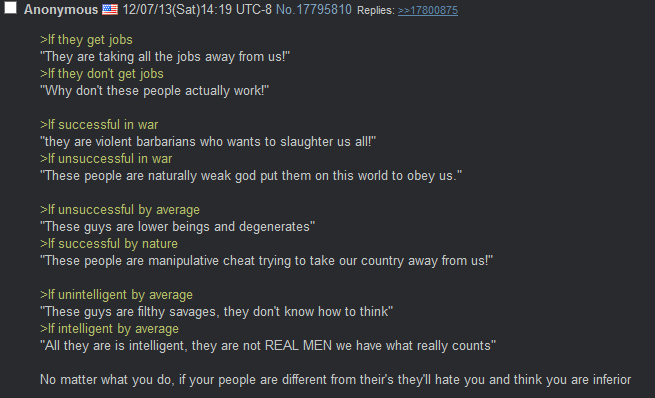 Anonymous 12/07/13(Sat)14:19 UTC-8 No.17795810 Replies: >>17800875
>If they get jobs
"They are taking all the jobs away from us!"
>If they don't get jobs
"Why don't these people actually work!"
>If successful in war
"they are violent barbarians who wants to slaughter us all!"
>If unsuccessful in war
"These people are naturally weak god put them on this world to obey us."
>If unsuccessful by average
"These guys are lower beings and degenerates"
>If successful by nature
"These people are manipulative cheat trying to take our country away from us!"
>If unintelligent by average
"These guys are filthy savages, they don't know how to think"
>If intelligent by average
"All they are is intelligent, they are not REAL MEN we have what really counts"
No matter what you do, if your people are different from their's they'll hate you and think you are inferior